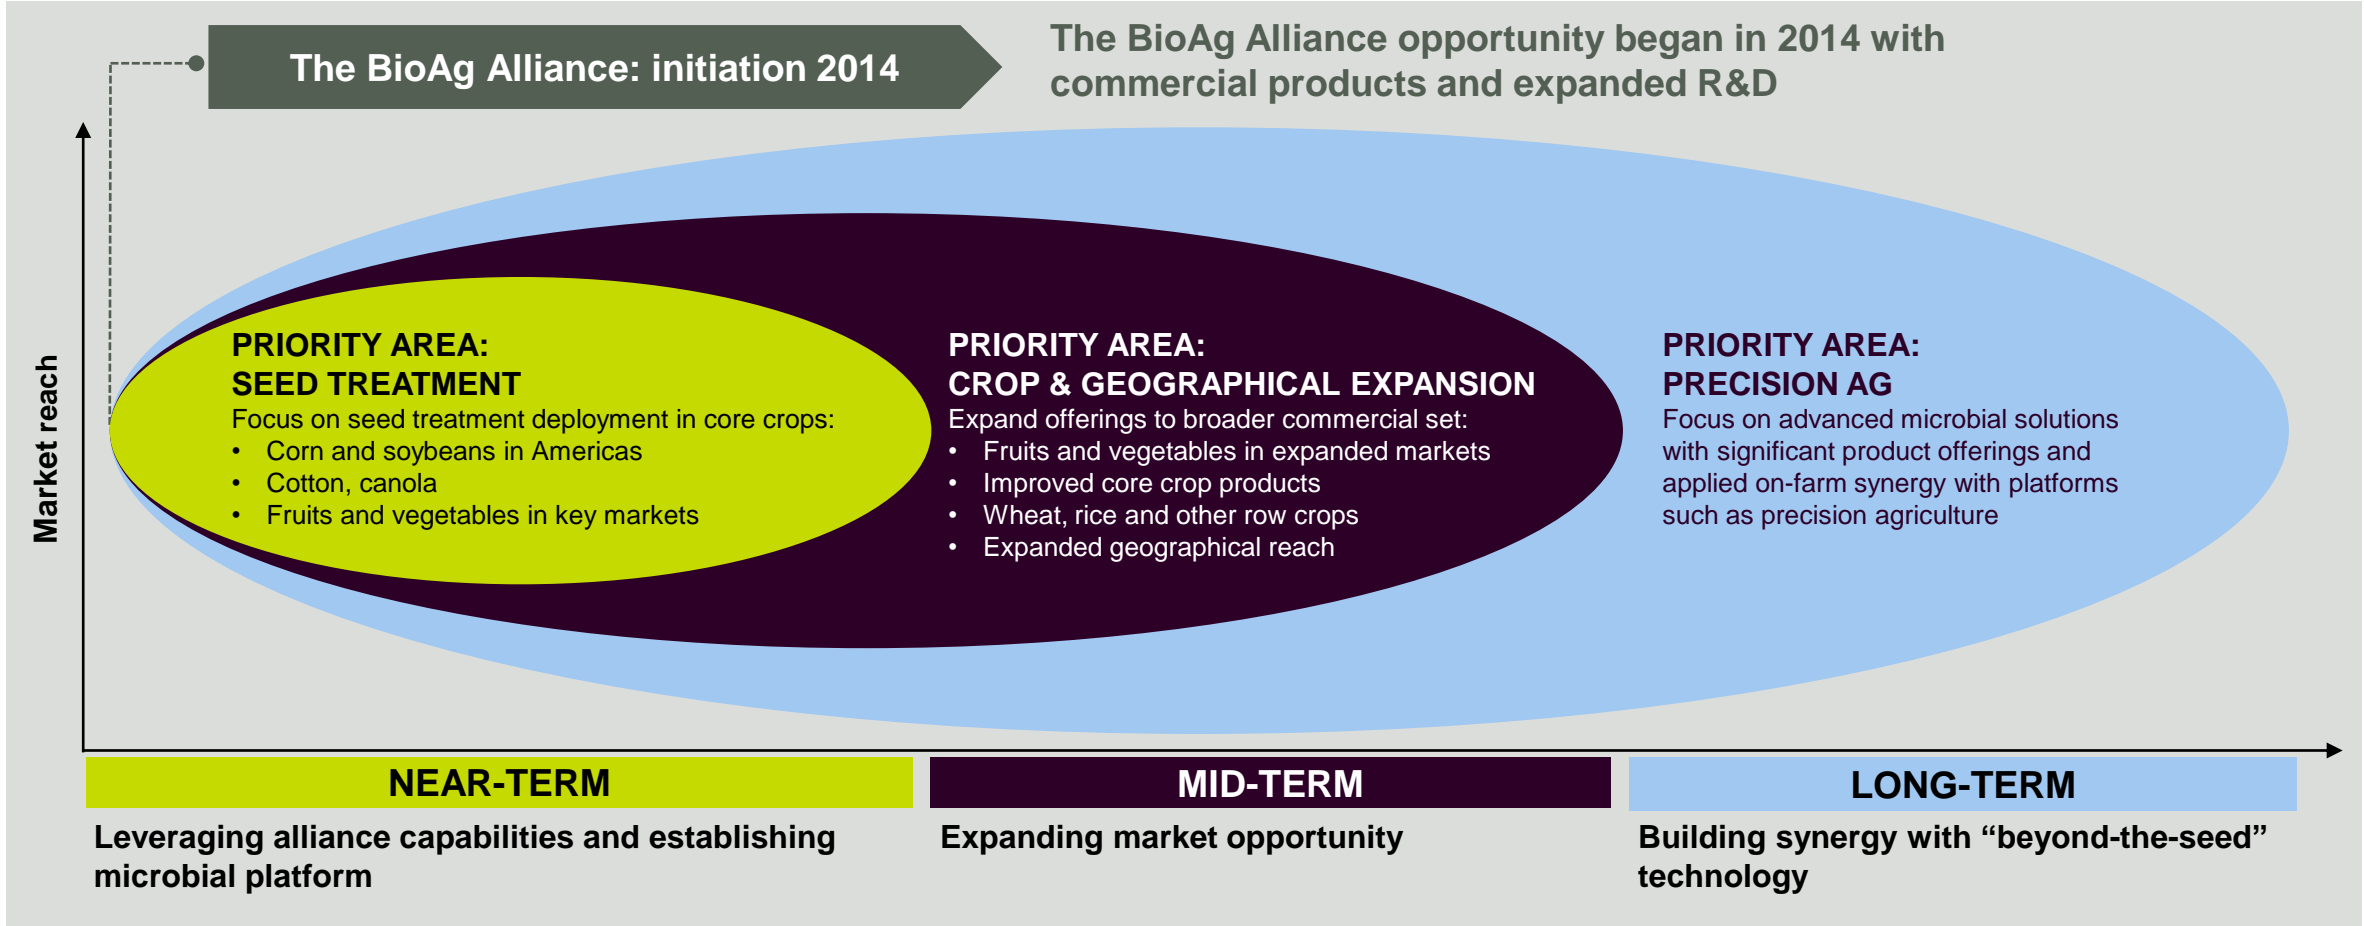 The BioAg Alliance: initiation 2014
The BioAg Alliance opportunity began in 2014 with
commercial products and expanded R&D
Market reach
PRIORITY AREA:
SEED TREATMENT
Focus on seed treatment deployment in core crops:
• Corn and soybeans in Americas
• Cotton, canola
• Fruits and vegetables in key markets
PRIORITY AREA:
CROP & GEOGRAPHICAL EXPANSION
Expand offerings to broader commercial set:
• Fruits and vegetables in expanded markets
• Improved core crop products
• Wheat, rice and other row crops
• Expanded geographical reach
PRIORITY AREA:
PRECISION AG
Focus on advanced microbial solutions
with significant product offerings and
applied on-farm synergy with platforms
such as precision agriculture
NEAR-TERM
Leveraging alliance capabilities and establishing
microbial platform
MID-TERM
Expanding market opportunity
LONG-TERM
Building synergy with “beyond-the-seed”
technology